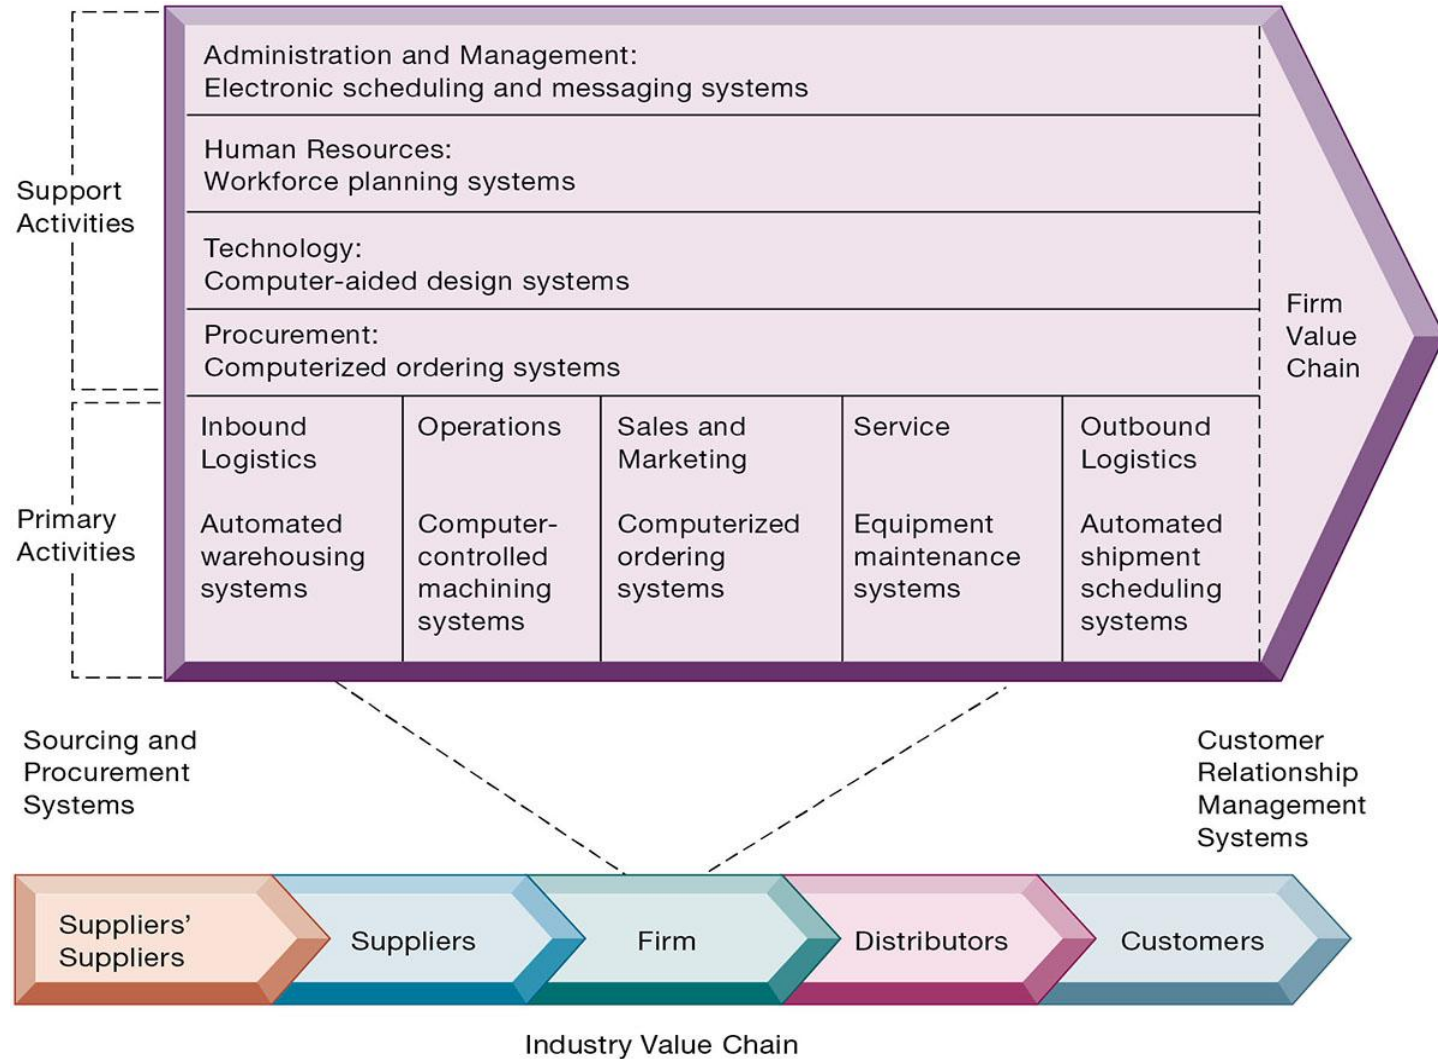 Administration and Management:
Electronic scheduling and messaging systems
Human Resources:
Workforce planning systems
Support
Activities
Technology:
Computer-aided design systems
Procurement:
Computerized ordering systems
Firm
Value
Chain
Primary
Activities
Inbound
Logistics
Automated
warehousing
systems
Operations
Computer-
controlled
machining
systems
Sales and
Marketing
Computerized
ordering
systems
Service
Equipment
maintenance
systems
Outbound
Logistics
Automated
shipment
scheduling
systems
Sourcing and
Procurement
Systems
Customer
Relationship
Management
Systems
Suppliers’
Suppliers
Suppliers
Firm
Distributors
Customers
Industry Value Chain